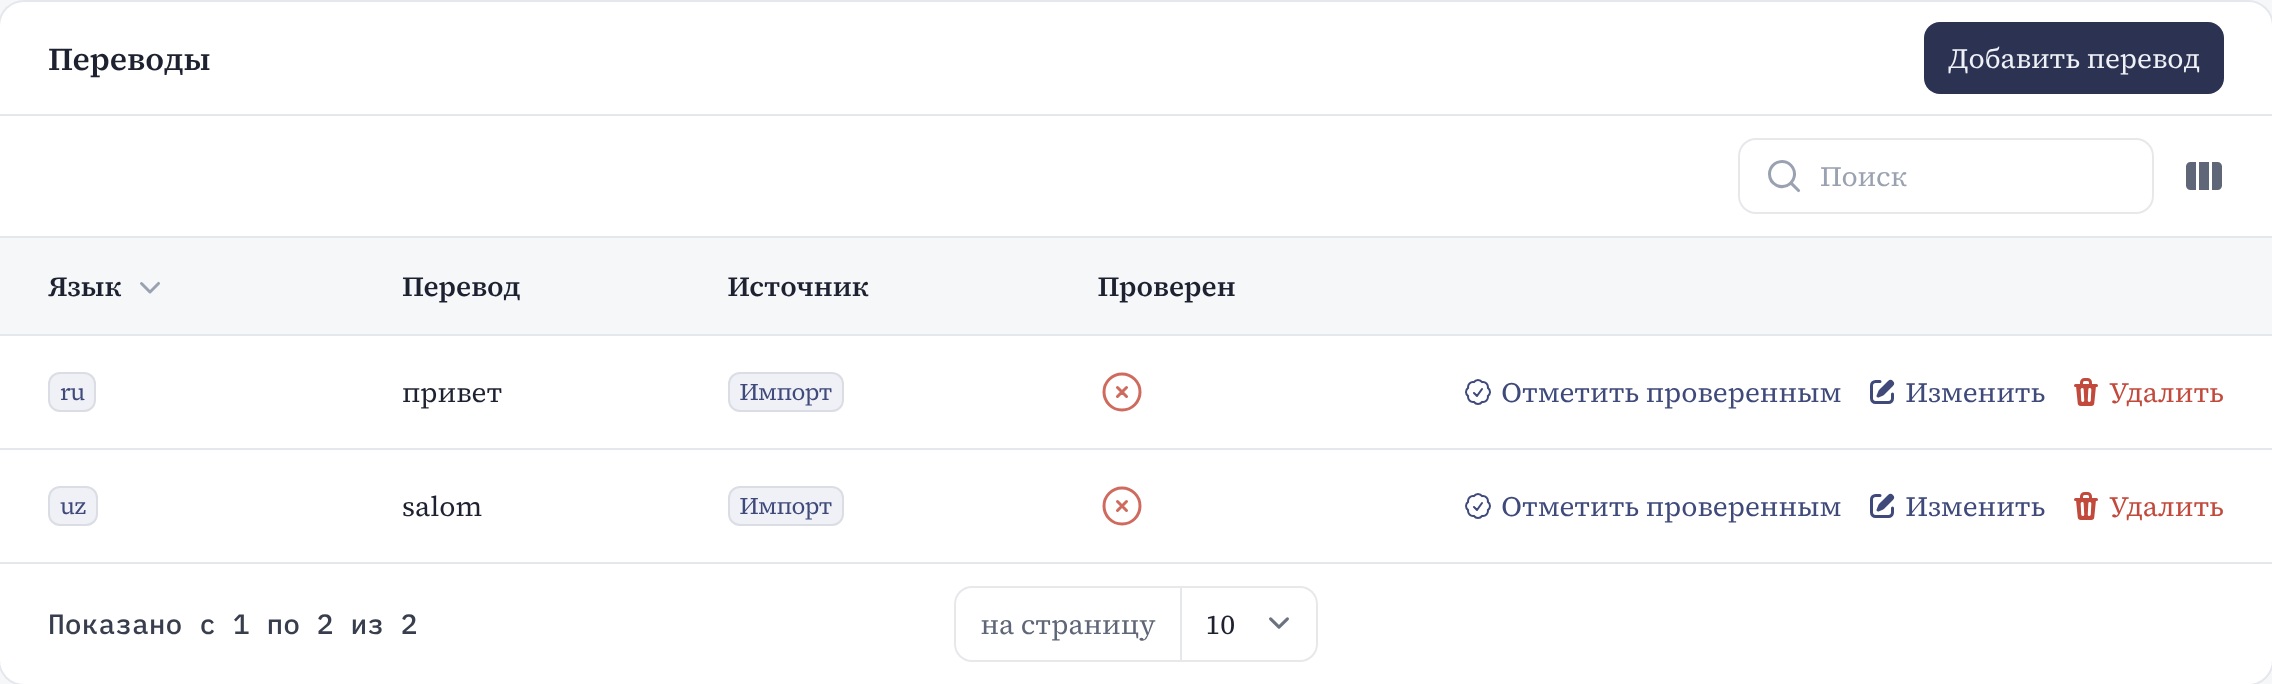 Переводы
Добавить перевод
Поиск
Язык Перевод Источник Проверен
ru привет Импорт Отметить проверенным Изменить Удалить
uz salom Импорт Отметить проверенным Изменить Удалить
Показано с 1 по 2 из 2 на страницу 10